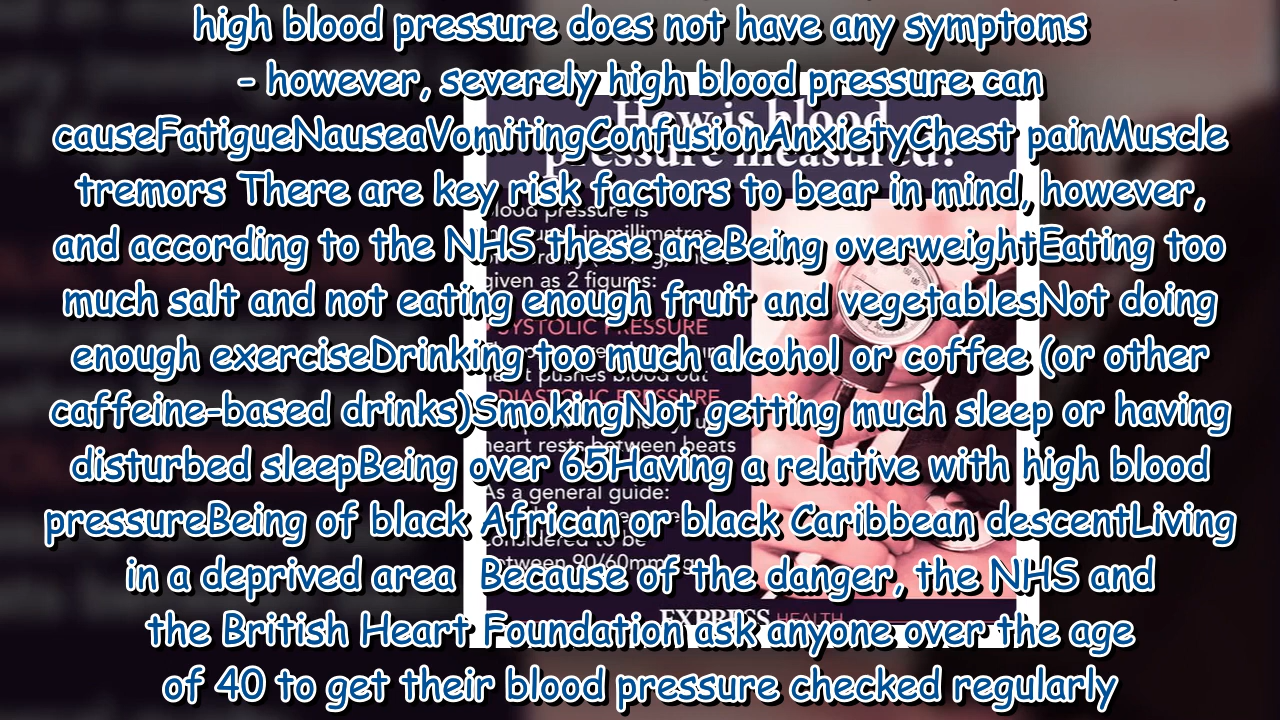 high blood pressure does not have any symptoms
- however, severely high blood pressure can
causeFatigueNauseaVomitingConfusionAnxietyChest painMuscle
tremors There are key risk factors to bear in mind, however,
and according to the NHS these areBeing overweightEating too
much salt and not eating enough fruit and vegetablesNot doing
enough exerciseDrinking too much alcohol or coffee (or other
caffeine-based drinks)SmokingNot getting much sleep or having
disturbed sleepBeing over 65Having a relative with high blood
pressureBeing of black African or black Caribbean descentLiving
in a deprived area Because of the danger, the NHS and
the British Heart Foundation ask anyone over the age
of 40 to get their blood pressure checked regularly
How is blood
pressure measured?
blood pressure is
in millimetres
given as 2 figures:
SYSTOLIC PRESSURE
pushes blood out
DIASTOLIC PRESSURE
heart rests between beats
As a general guide:
considered to be
between 90/60mmHg
EXPRESS HEALTH